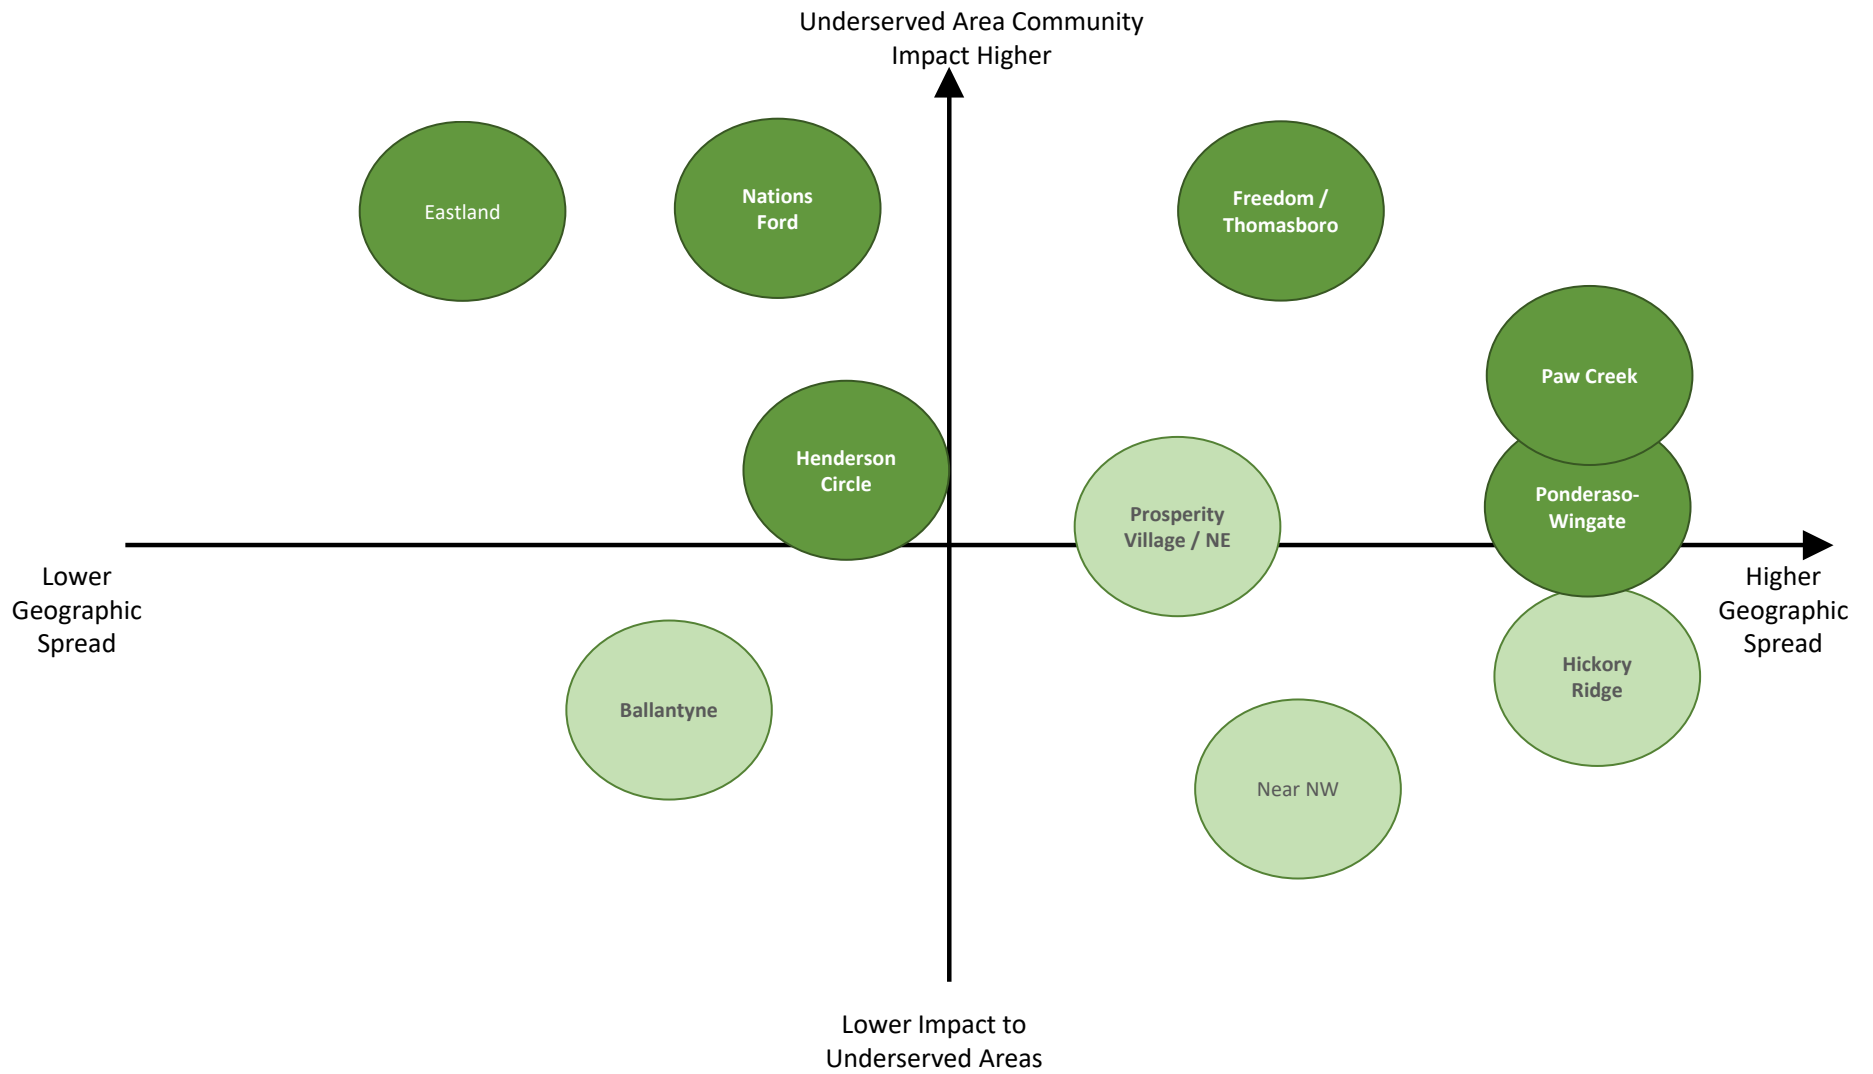 Underserved Area Community
Impact Higher
Eastland
Nations
Ford
Freedom /
Thomasboro
Paw Creek
Henderson
Circle
Prosperity
Village / NE
Ponderaso-
Wingate
Lower
Geographic
Spread
Higher
Geographic
Spread
Ballantyne
Hickory
Ridge
Near NW
Lower Impact to
Underserved Areas